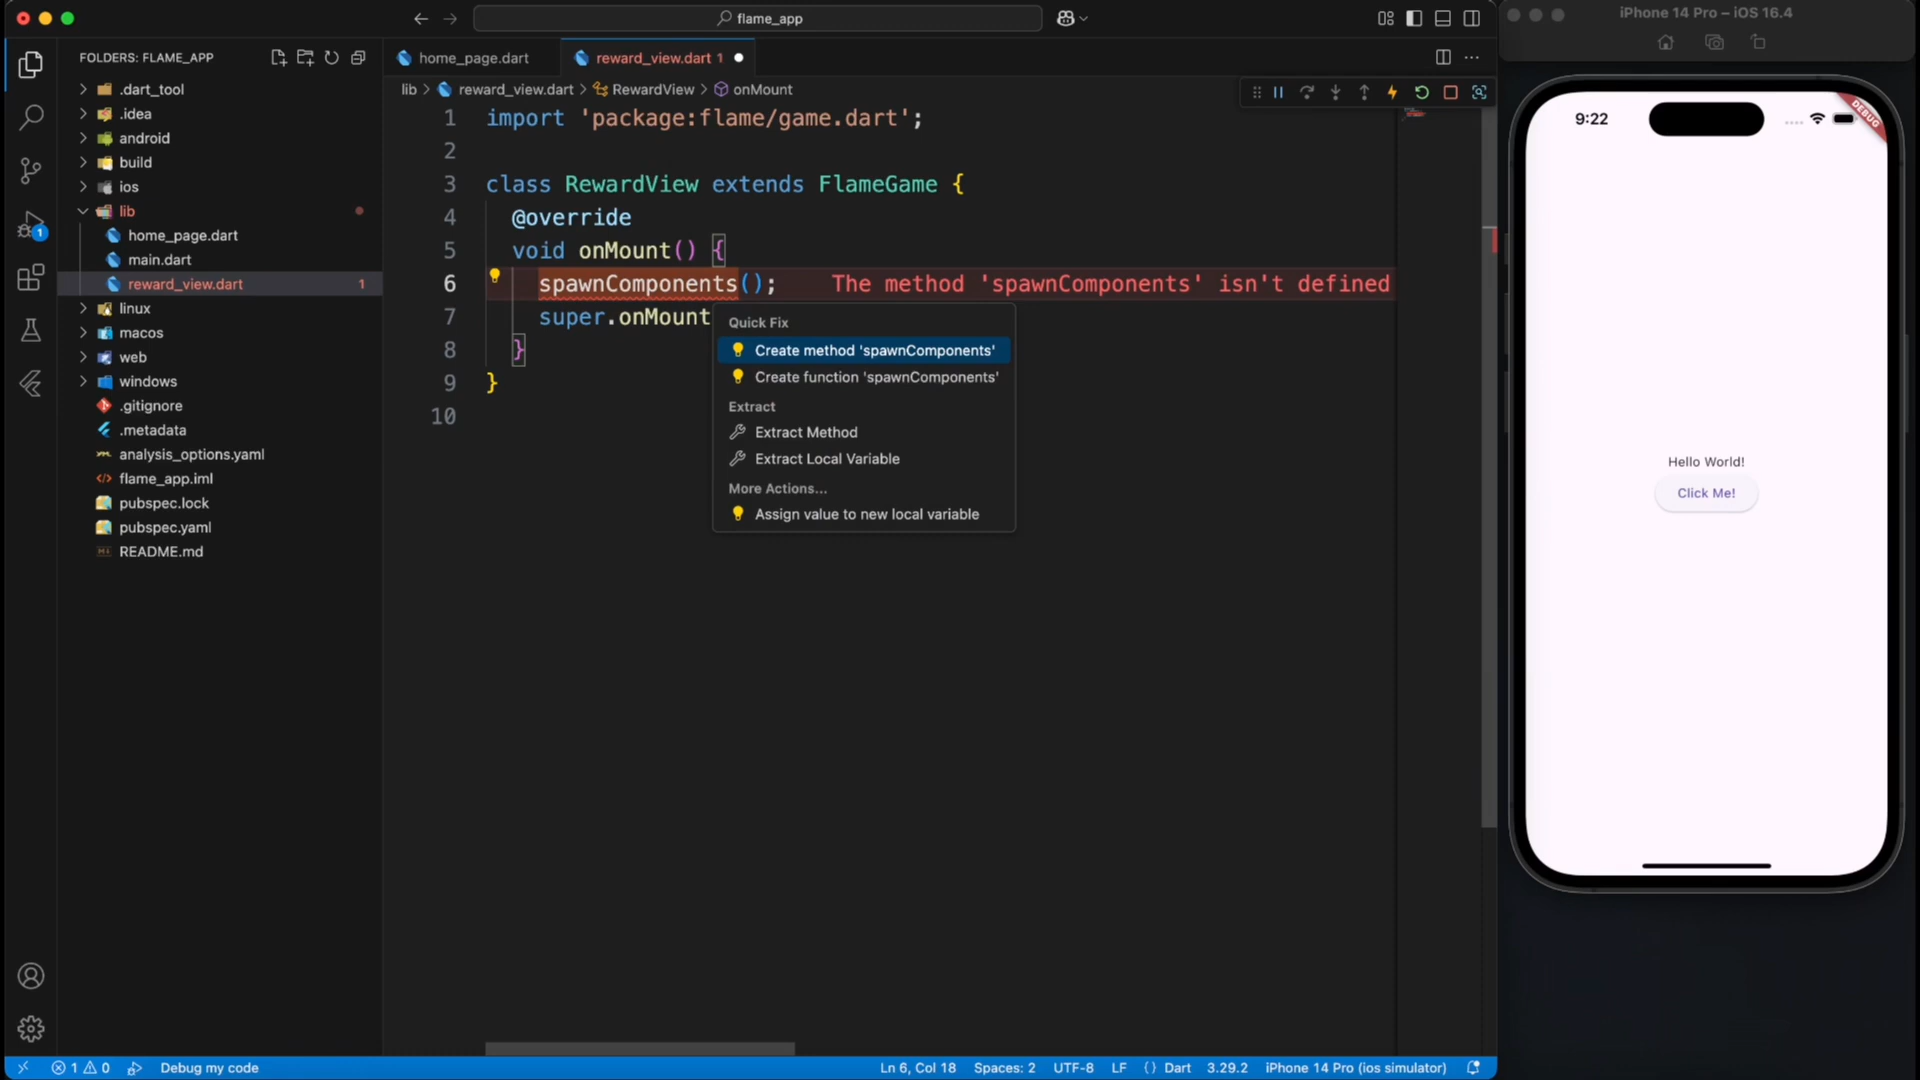 flame_app
iPhone 14 Pro – iOS 16.4
FOLDERS: FLAME_APP
.dart_tool
.idea
android
build
ios
lib
home_page.dart
main.dart
reward_view.dart 1
linux
macos
web
windows
.gitignore
.metadata
analysis_options.yaml
flame_app.iml
pubspec.lock
pubspec.yaml
README.md
1
home_page.dart
reward_view.dart 1
lib > reward_view.dart > RewardView > onMount
1 import 'package:flame/game.dart';
2
3 class RewardView extends FlameGame {
4 @override
5 void onMount() {
6 spawnComponents(); The method 'spawnComponents' isn't defined
7 super.onMount
8 }
9 }
10
Quick Fix
Create method 'spawnComponents'
Create function 'spawnComponents'
Extract
Extract Method
Extract Local Variable
More Actions...
Assign value to new local variable
9:22
DEBUG
Hello World!
Click Me!
1 0 Debug my code Ln 6, Col 18 Spaces: 2 UTF-8 LF {} Dart 3.29.2 iPhone 14 Pro (ios simulator)